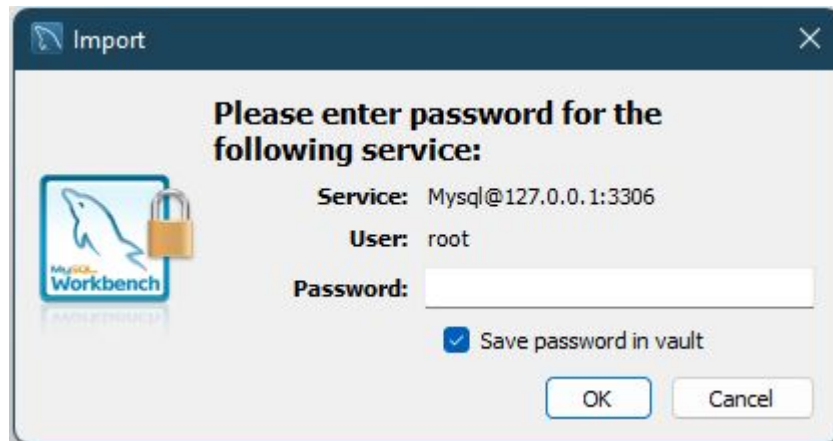 Import
Please enter password for the
following service:
Service: Mysql@127.0.0.1:3306
User: root
Password:
MySQL
Workbench
Save password in vault
OK Cancel